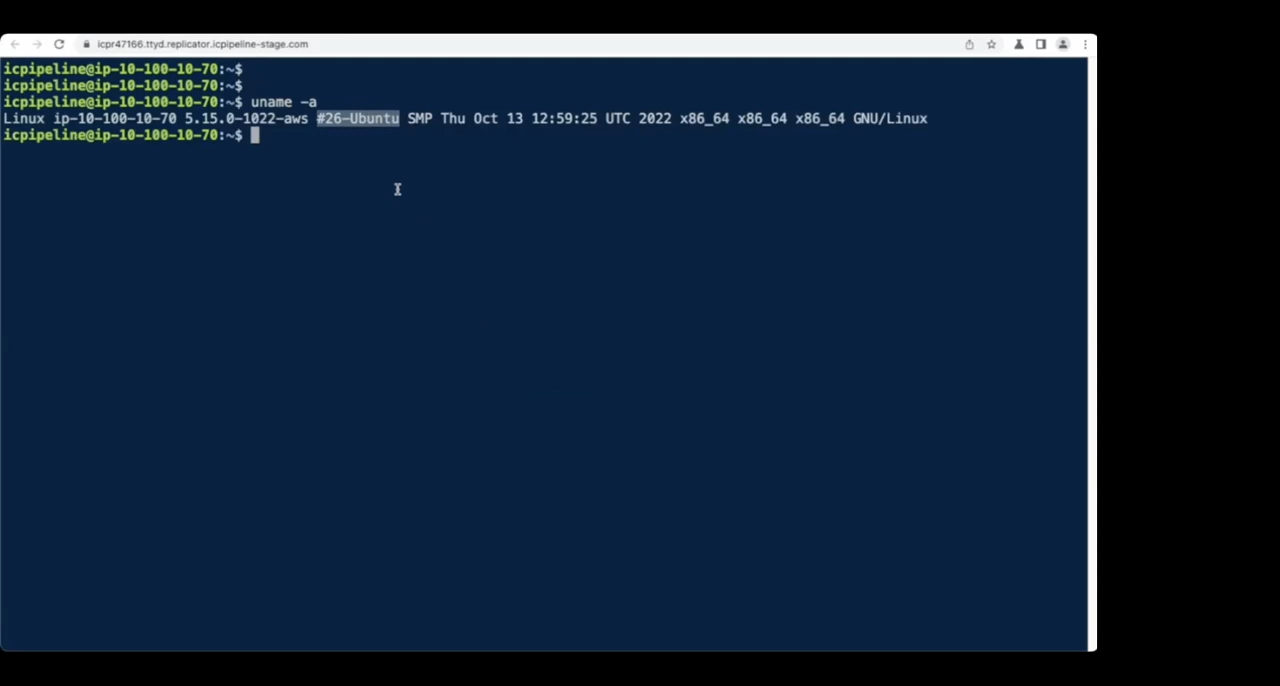 icpr47166.ttyd.replicator.icpipeline-stage.com
icpipeline@ip-10-100-10-70:~$
icpipeline@ip-10-100-10-70:~$
icpipeline@ip-10-100-10-70:~$ uname -a
Linux ip-10-100-10-70 5.15.0-1022-aws #26-Ubuntu SMP Thu Oct 13 12:59:25 UTC 2022 x86_64 x86_64 x86_64 GNU/Linux
icpipeline@ip-10-100-10-70:~$